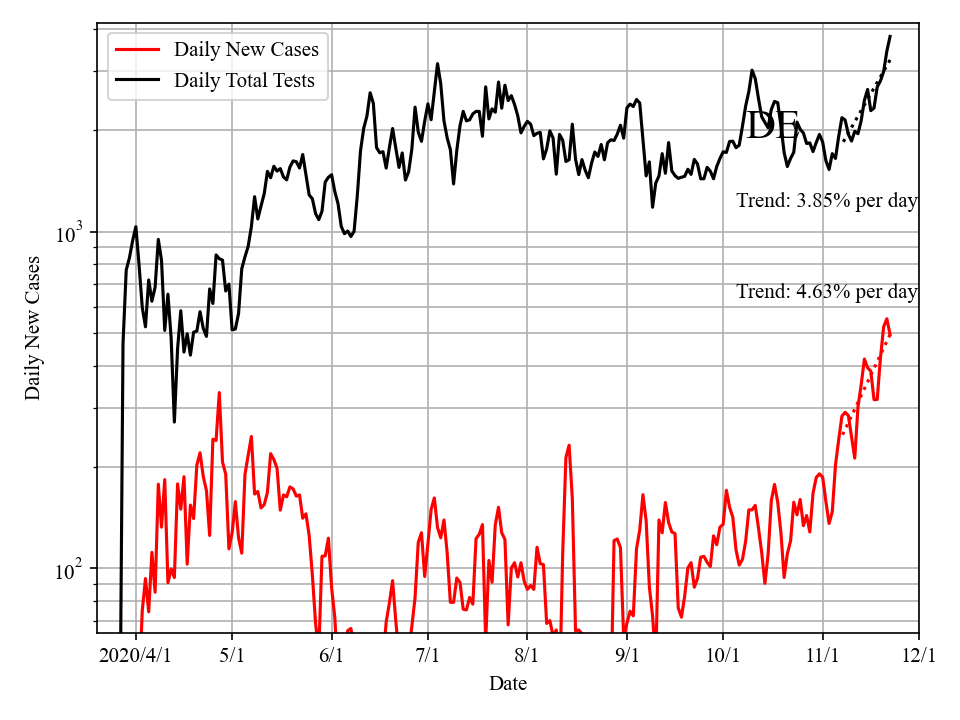 Daily New Cases
Daily Total Tests
DE
Trend: 3.85% per day
Trend: 4.63% per day
Daily New Cases
10³
10²
2020/4/1 5/1 6/1 7/1 8/1 9/1 10/1 11/1 12/1
Date